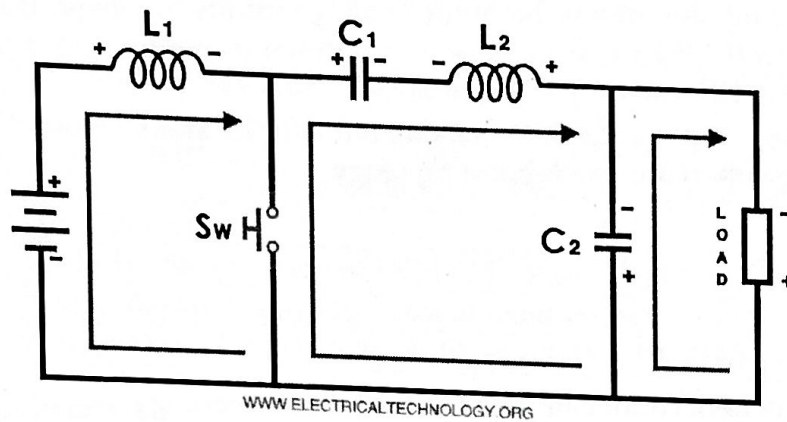 L1
C1
L2
+ -
+ -
- +
+
-
Sw
C2
-
+
LOAD
-
+
WWW.ELECTRICALTECHNOLOGY.ORG